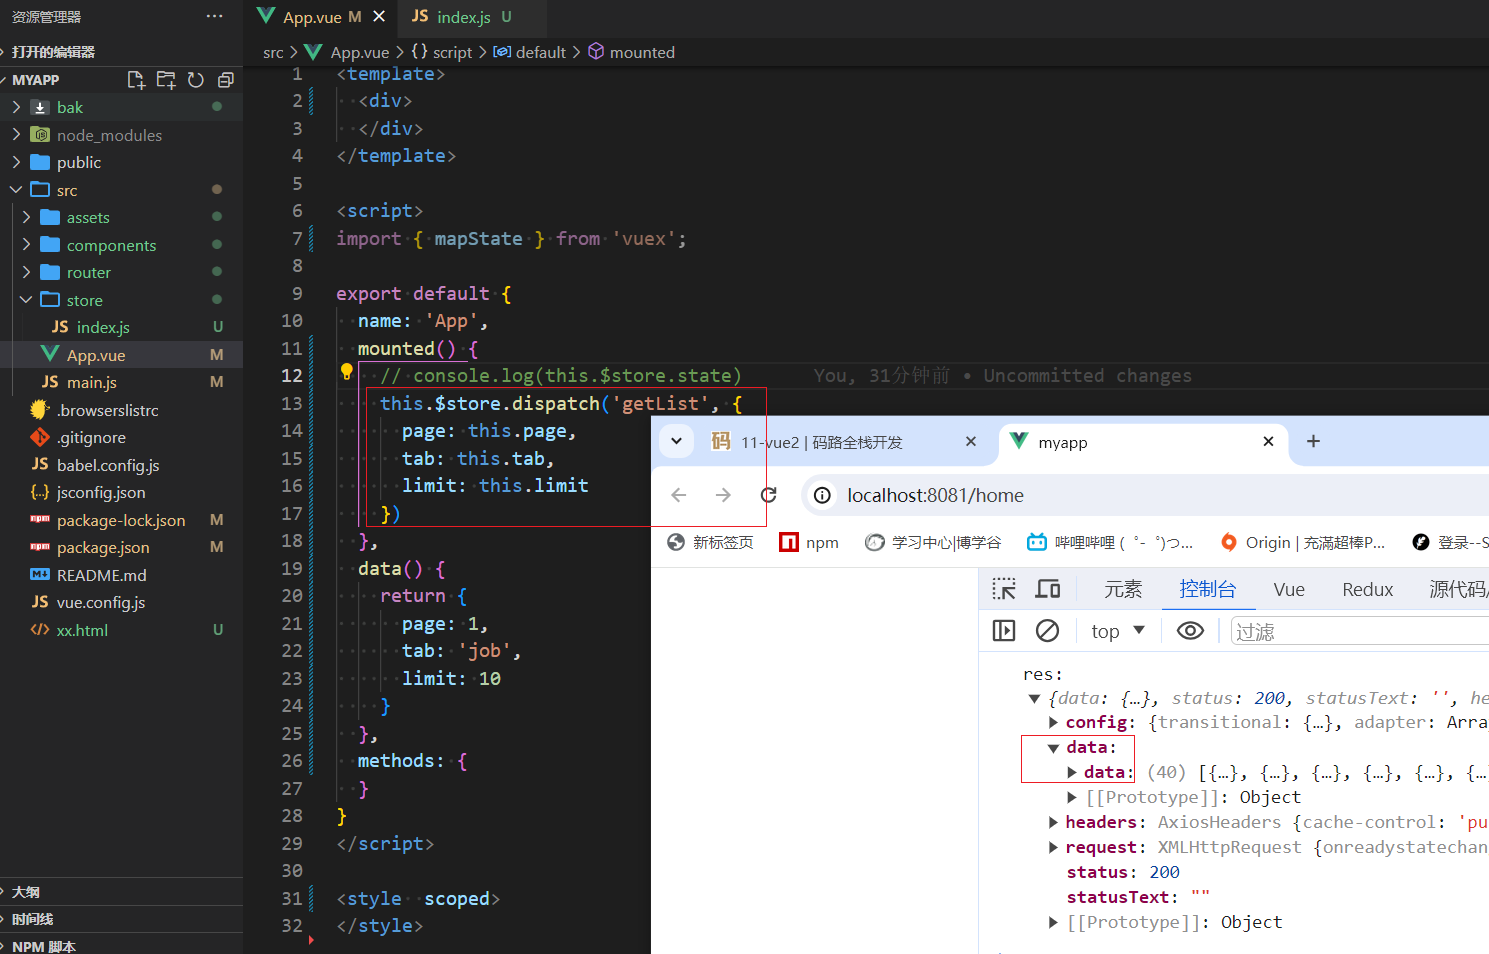 资源管理器
打开的编辑器
MYAPP
bak
node_modules
public
src
assets
components
router
store
JS index.js U
App.vue M
JS main.js M
.browserslistrc
.gitignore
JS babel.config.js
{..} jsconfig.json
package-lock.json M
package.json M
README.md
JS vue.config.js
xx.html U
大纲
时间线
NPM 脚本
App.vue M
JS index.js U
src > App.vue > {} script > default > mounted
1 <template>
2 <div>
3 </div>
4 </template>
5
6 <script>
7 import { mapState } from 'vuex';
8
9 export default {
10 name: 'App',
11 mounted() {
12 // console.log(this.$store.state) You, 31分钟前 • Uncommitted changes
13 this.$store.dispatch('getList', {
14 page: this.page,
15 tab: this.tab,
16 limit: this.limit
17 })
18 },
19 data() {
20 return {
21 page: 1,
22 tab: 'job',
23 limit: 10
24 }
25 },
26 methods: {
27 }
28 }
29 </script>
30
31 <style scoped>
32 </style>
码 11-vue2 | 码路全栈开发
myapp
localhost:8081/home
新标签页
npm
学习中心|博学谷
哔哩哔哩 ( ゜- ゜)つ...
Origin | 充滿超棒P...
登录--S
元素 控制台 Vue Redux 源代码/
top 过滤
res:
{data: {…}, status: 200, statusText: '', he
config: {transitional: {…}, adapter: Arra
data:
data: (40) [{…}, {…}, {…}, {…}, {…}, {…
[[Prototype]]: Object
headers: AxiosHeaders {cache-control: 'pu
request: XMLHttpRequest {onreadystatechan
status: 200
statusText: ""
[[Prototype]]: Object